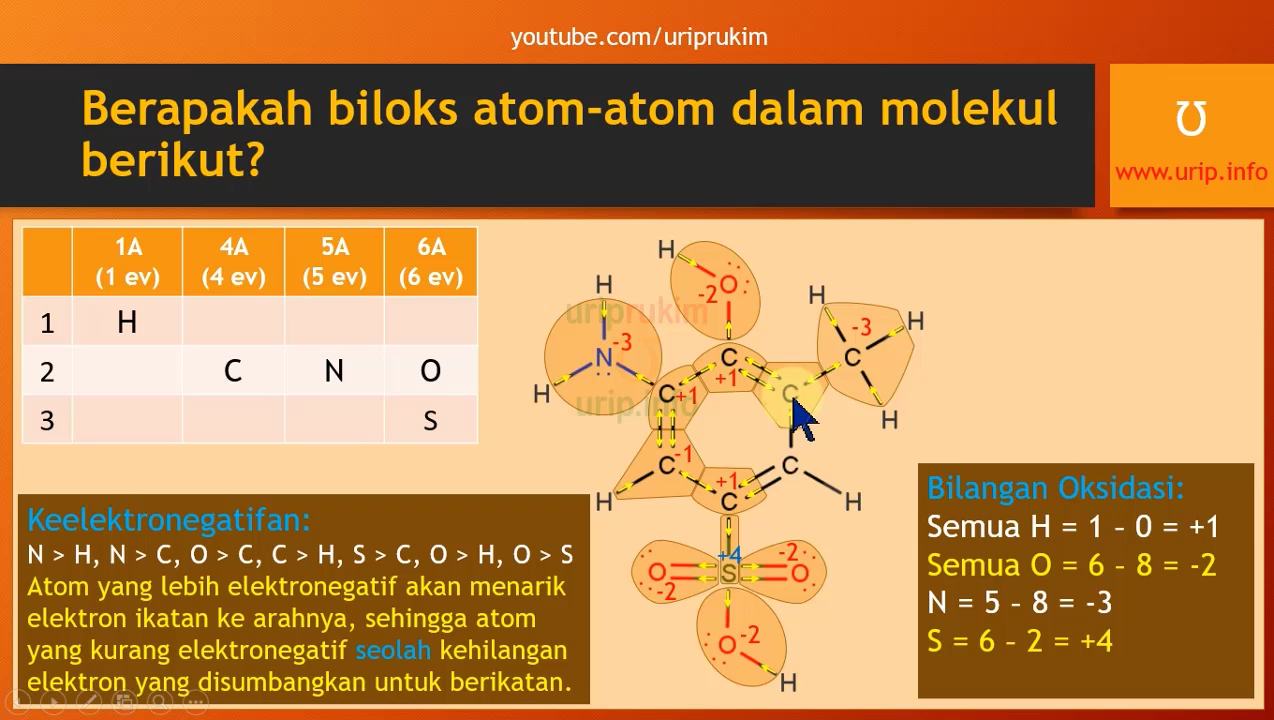 youtube.com/uriprukim
Berapakah biloks atom-atom dalam molekul
berikut?
Ʊ
www.urip.info
1A 4A 5A 6A
(1 ev) (4 ev) (5 ev) (6 ev)
1 H
2 C N O
3 S
H
O
-2
H
N
-3
H
uriprukim
urip.info
C
+1
C
+1
C
H
-3
H
C
H
C
-1
H
C
+1
C
H
+4
O
-2
S
-2
O
O
-2
H
Keelektronegatifan:
N > H, N > C, O > C, C > H, S > C, O > H, O > S
Atom yang lebih elektronegatif akan menarik
elektron ikatan ke arahnya, sehingga atom
yang kurang elektronegatif seolah kehilangan
elektron yang disumbangkan untuk berikatan.
Bilangan Oksidasi:
Semua H = 1 – 0 = +1
Semua O = 6 – 8 = -2
N = 5 – 8 = -3
S = 6 – 2 = +4